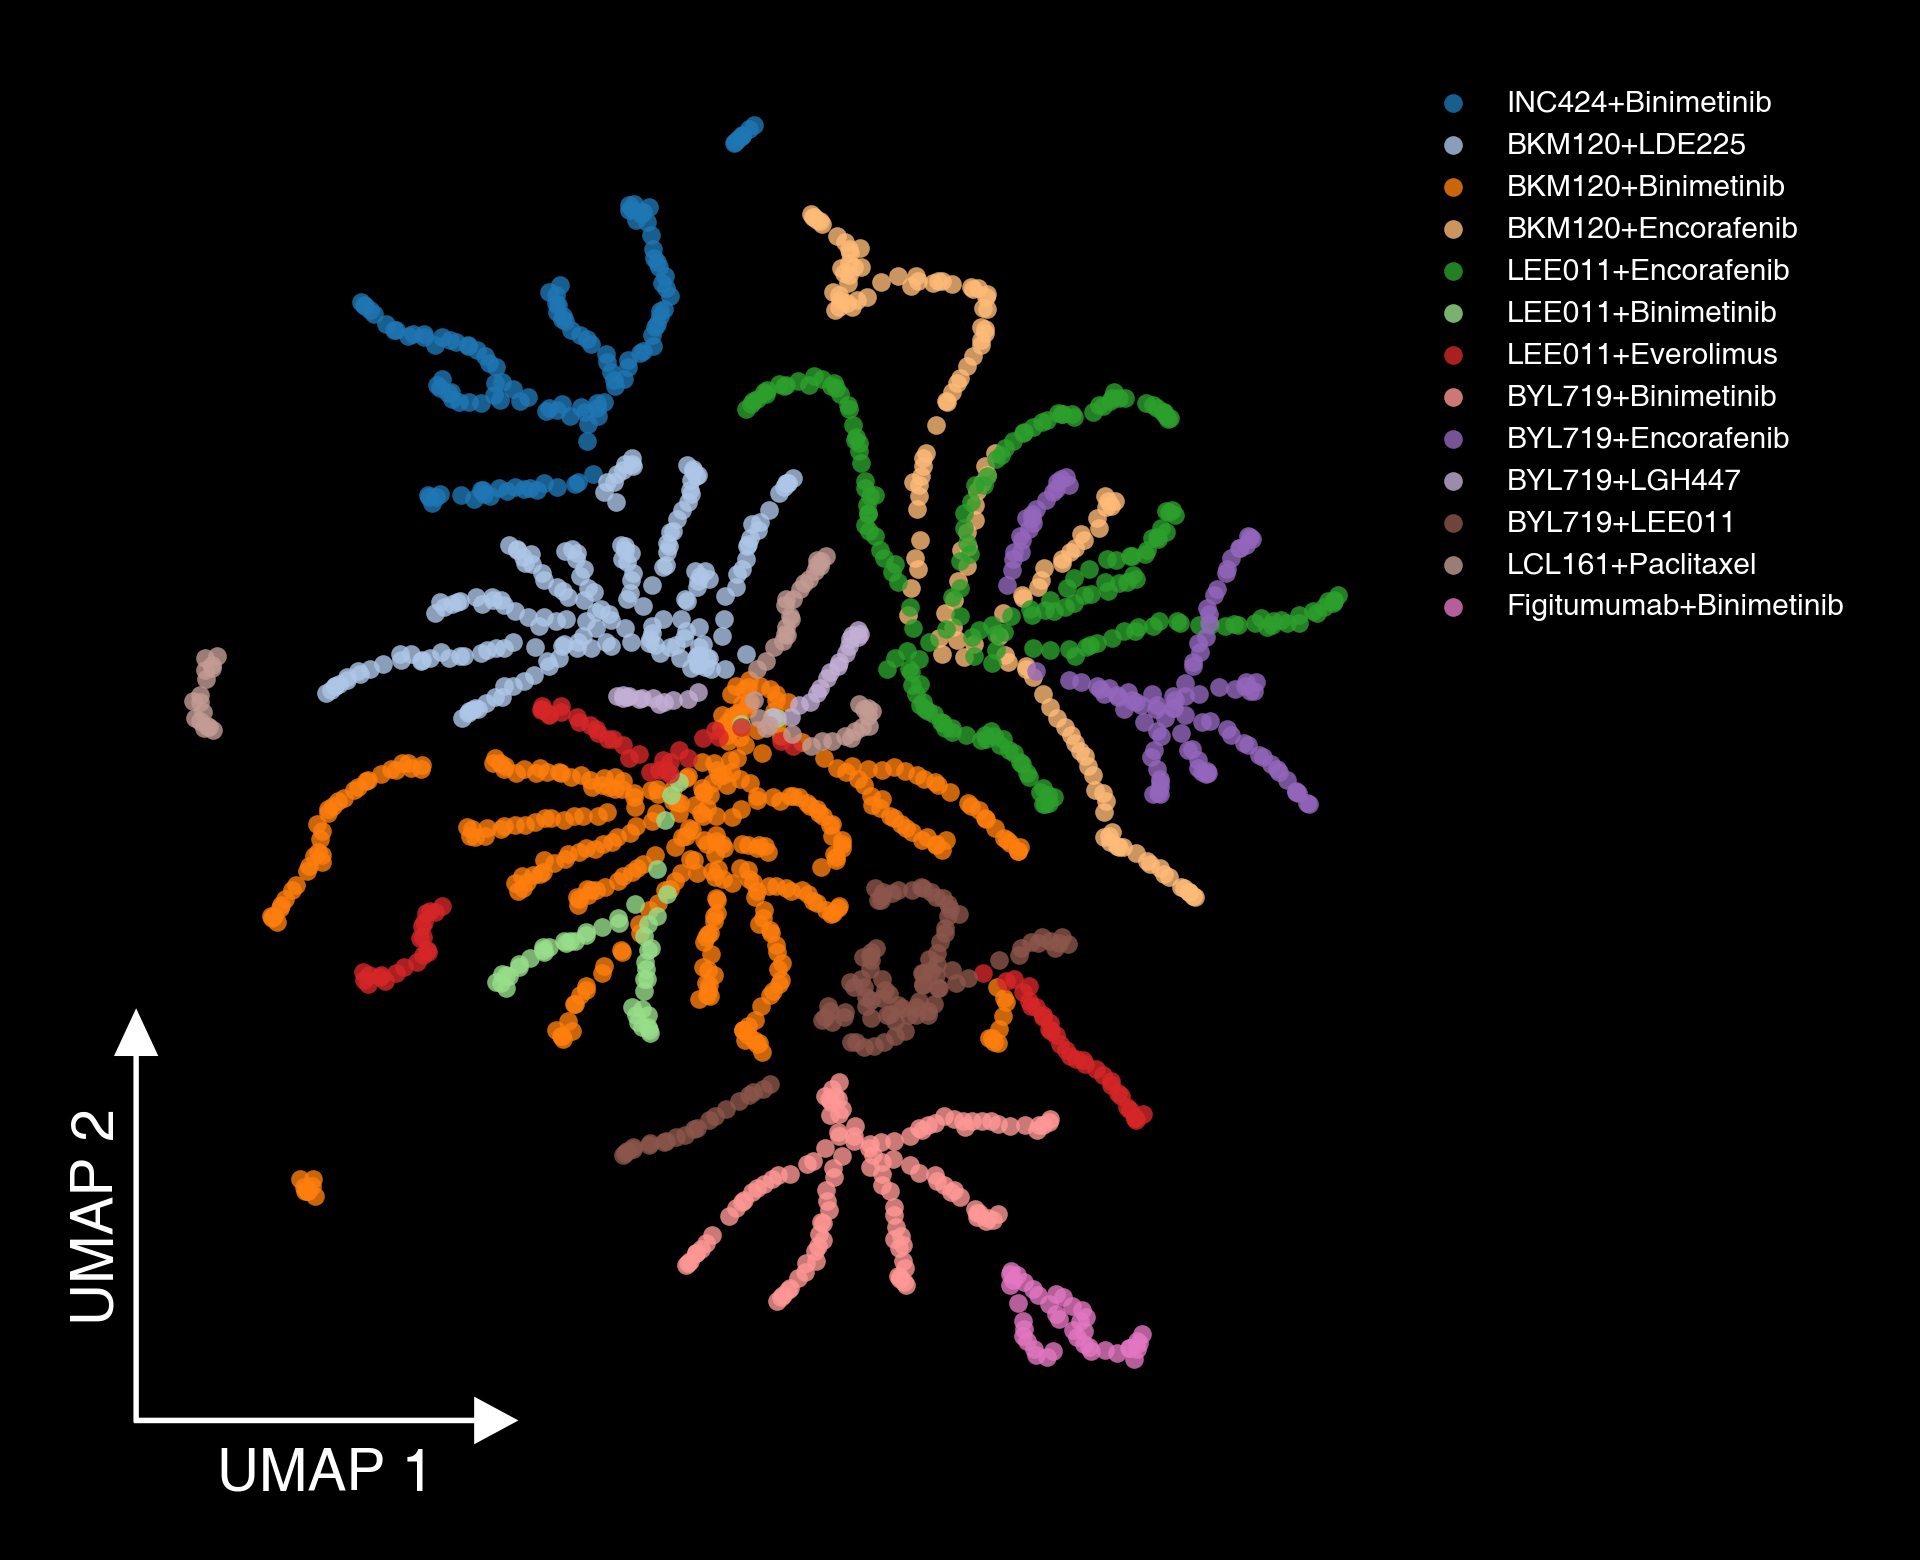 INC424+Binimetinib
BKM120+LDE225
BKM120+Binimetinib
BKM120+Encorafenib
LEE011+Encorafenib
LEE011+Binimetinib
LEE011+Everolimus
BYL719+Binimetinib
BYL719+Encorafenib
BYL719+LGH447
BYL719+LEE011
LCL161+Paclitaxel
Figitumumab+Binimetinib
UMAP 2
UMAP 1